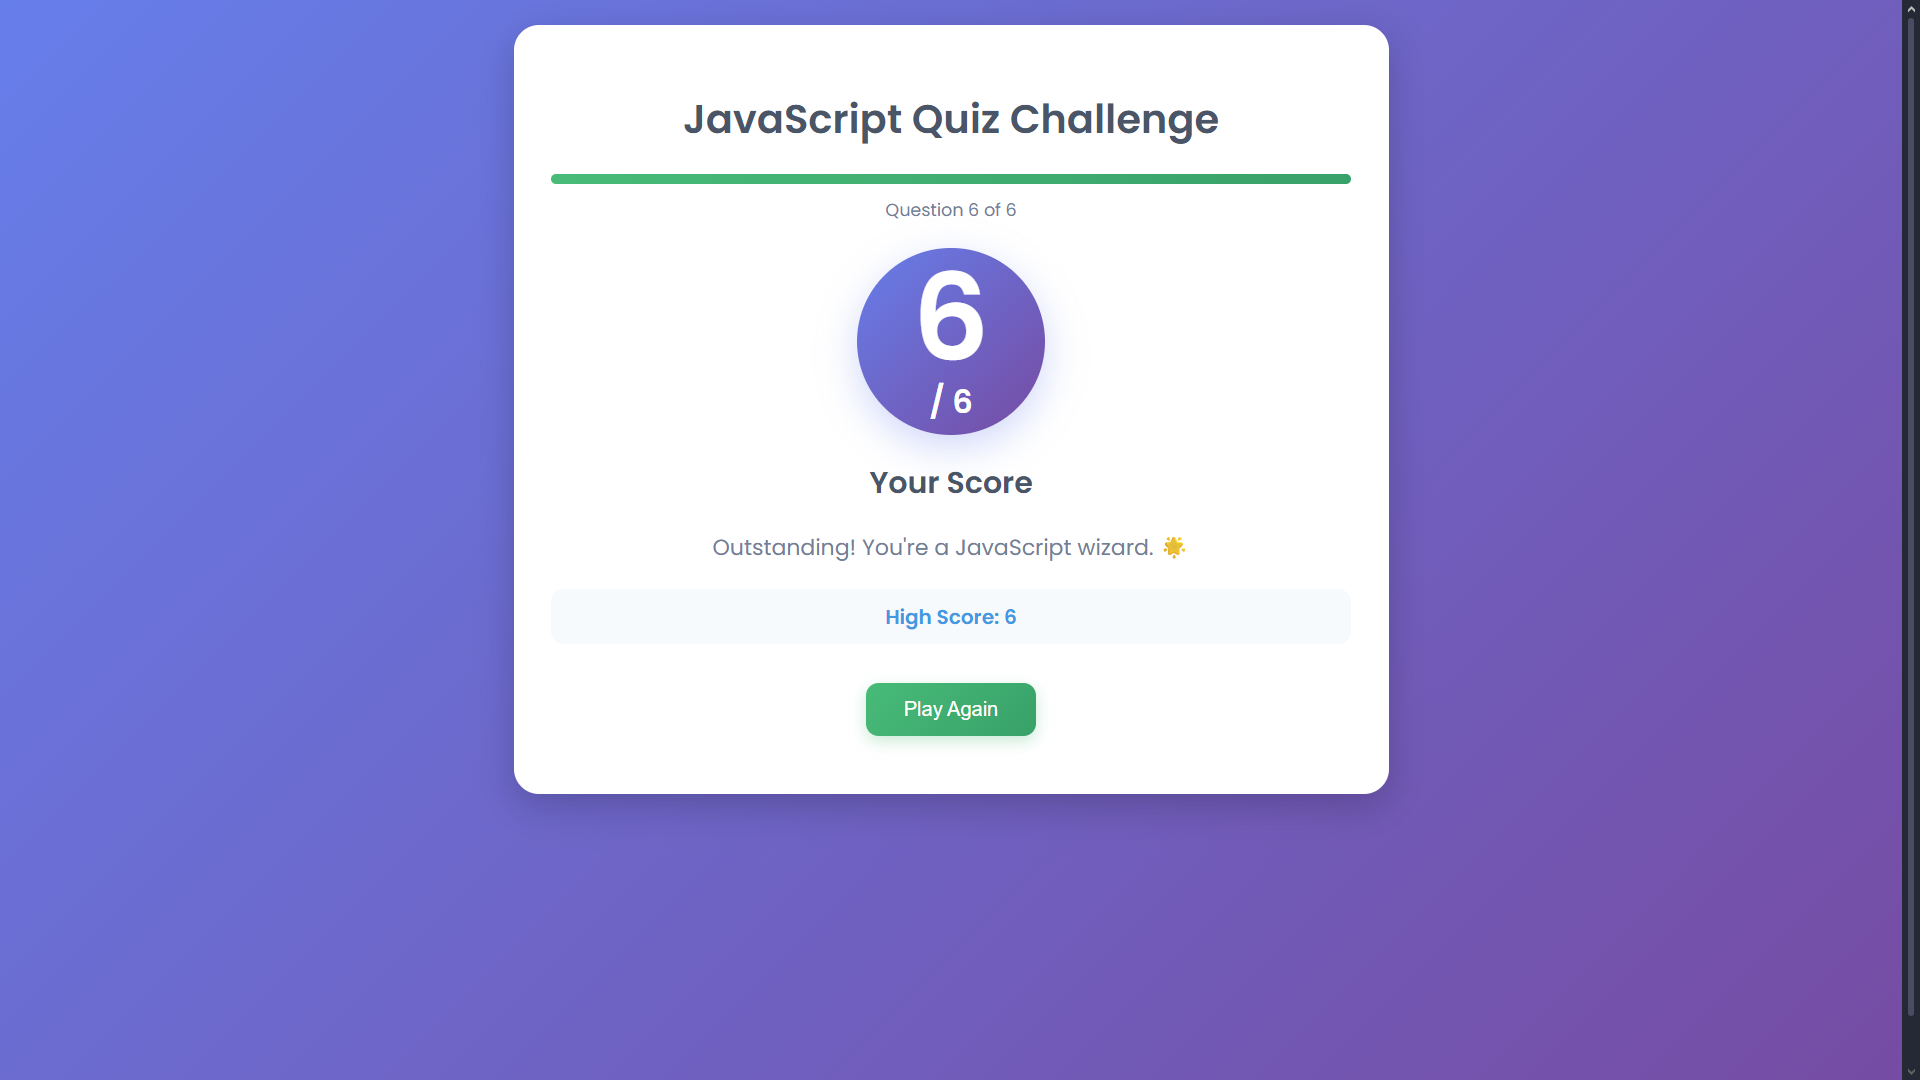 JavaScript Quiz Challenge
Question 6 of 6
6
/ 6
Your Score
Outstanding! You're a JavaScript wizard. 🌟
High Score: 6
Play Again